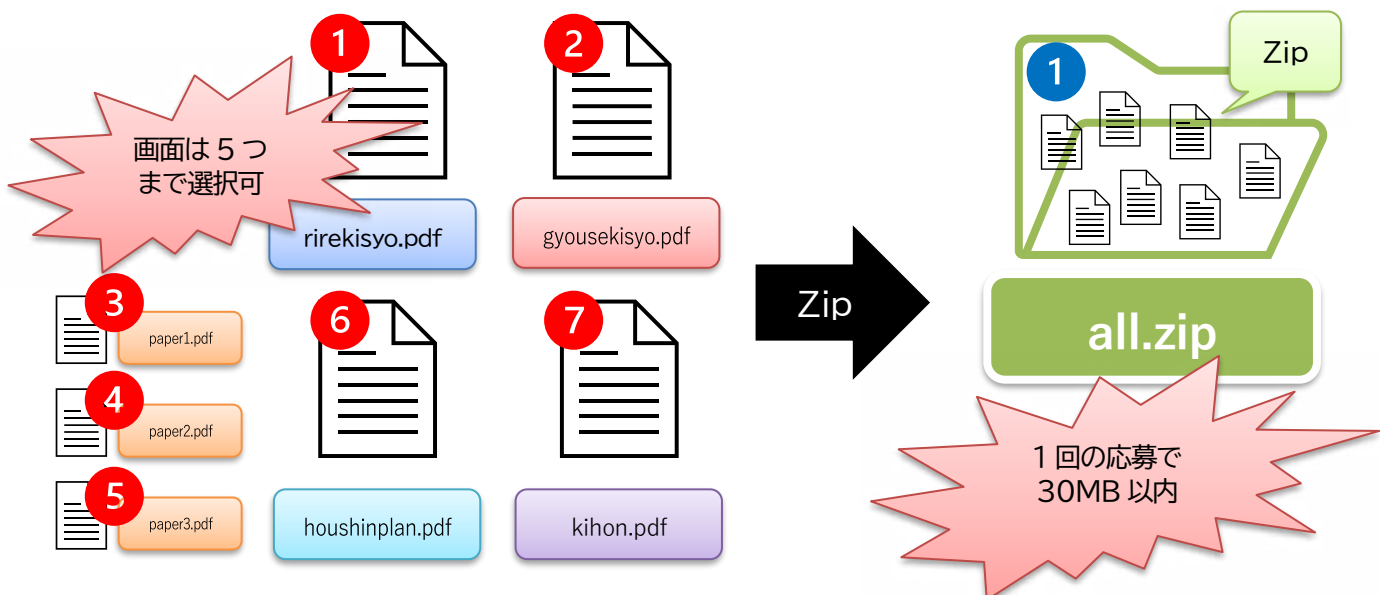 1
2
画面は５つ
まで選択可
rirekisyo.pdf
gyousekisyo.pdf
3
paper1.pdf
4
paper2.pdf
5
paper3.pdf
6
houshinplan.pdf
7
kihon.pdf
Zip
1
Zip
all.zip
１回の応募で
30MB 以内